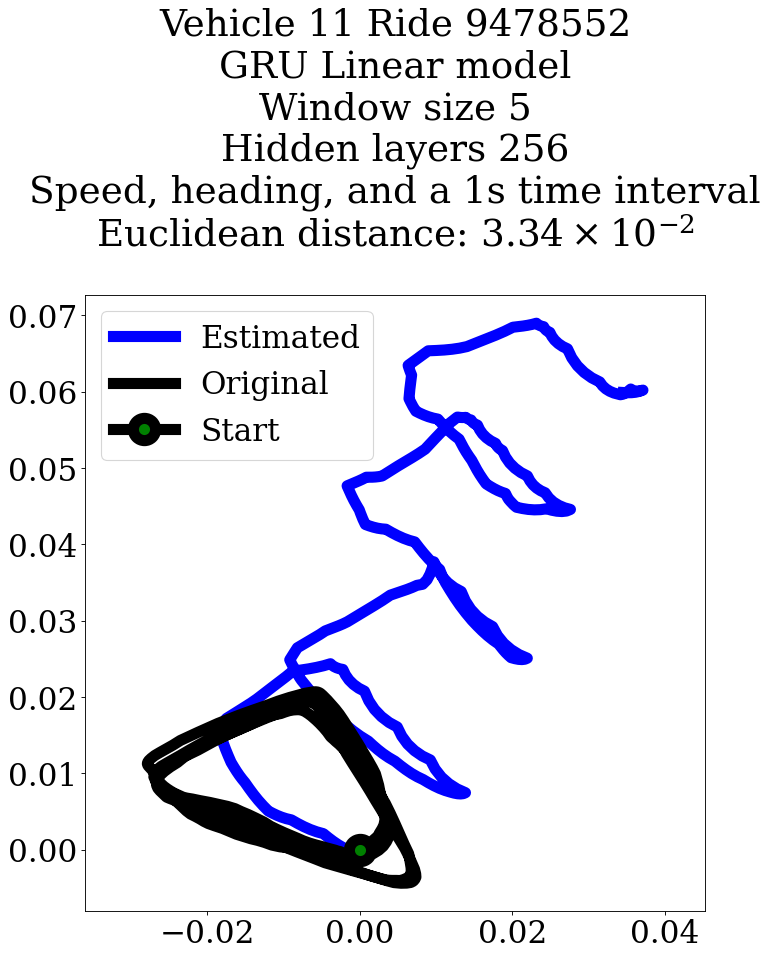 Vehicle 11 Ride 9478552
GRU Linear model
Window size 5
Hidden layers 256
Speed, heading, and a 1s time interval
Euclidean distance: 3.34 × 10⁻²
Estimated
Original
Start
0.07
0.06
0.05
0.04
0.03
0.02
0.01
0.00
−0.02 0.00 0.02 0.04